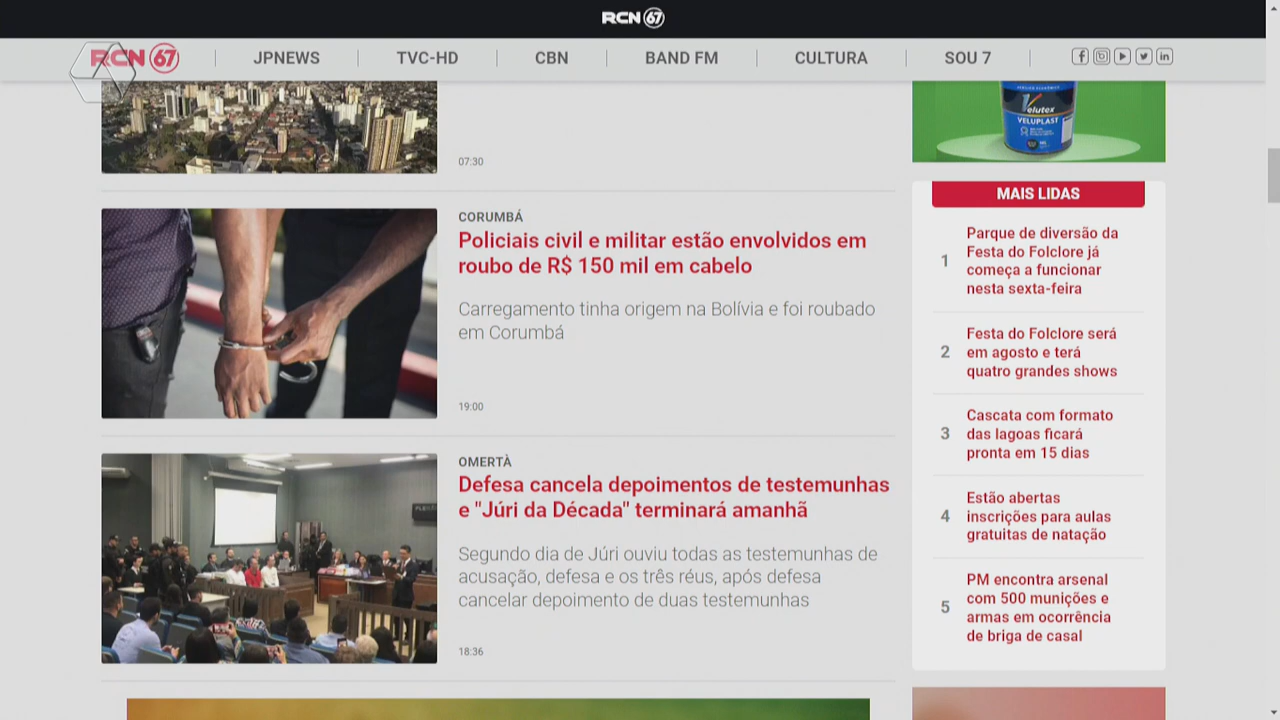 RCN 67
RCN 67
JPNEWS
TVC-HD
CBN
BAND FM
CULTURA
SOU 7
07:30
CORUMBÁ
Policiais civil e militar estão envolvidos em
roubo de R$ 150 mil em cabelo
Carregamento tinha origem na Bolívia e foi roubado
em Corumbá
19:00
OMERTÀ
Defesa cancela depoimentos de testemunhas
e "Júri da Década" terminará amanhã
Segundo dia de Júri ouviu todas as testemunhas de
acusação, defesa e os três réus, após defesa
cancelar depoimento de duas testemunhas
18:36
Velutex
VELUPLAST
MAIS LIDAS
1
Parque de diversão da
Festa do Folclore já
começa a funcionar
nesta sexta-feira
2
Festa do Folclore será
em agosto e terá
quatro grandes shows
3
Cascata com formato
das lagoas ficará
pronta em 15 dias
4
Estão abertas
inscrições para aulas
gratuitas de natação
5
PM encontra arsenal
com 500 munições e
armas em ocorrência
de briga de casal